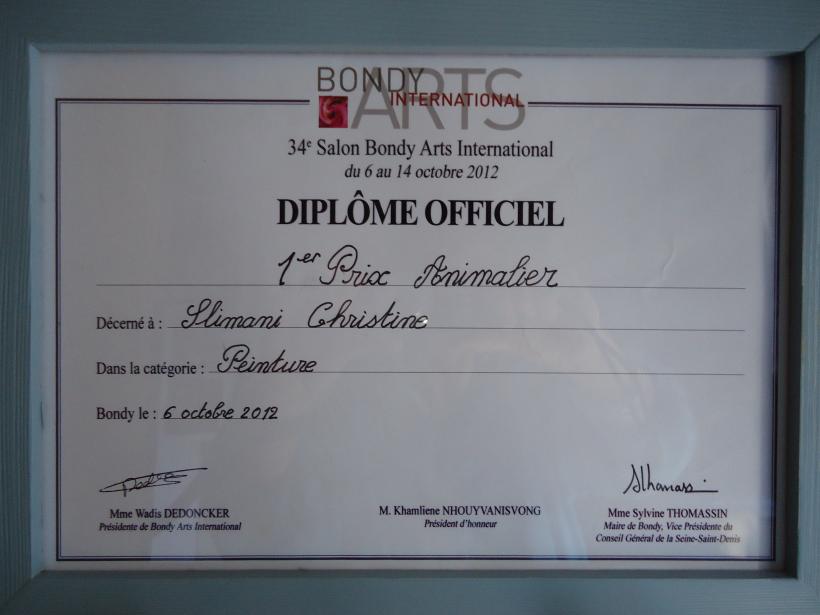 BONDY
ARTS
INTERNATIONAL
34e Salon Bondy Arts International
du 6 au 14 octobre 2012
DIPLÔME OFFICIEL
1er Prix Animalier
Décerné à : Slimani Christine
Dans la catégorie : Peinture
Bondy le : 6 octobre 2012
Mme Wadis DEDONCKER
Présidente de Bondy Arts International
M. Khamliene NHOUYVANISVONG
Président d'honneur
Mme Sylvine THOMASSIN
Maire de Bondy, Vice Présidente du
Conseil Général de la Seine-Saint-Denis